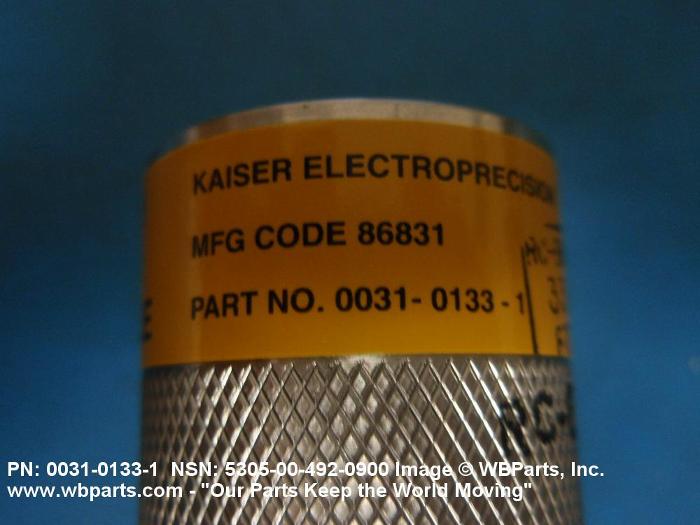 KAISER ELECTROPRECISION
MFG CODE 86831
PART NO. 0031- 0133 - 1
PN: 0031-0133-1 NSN: 5305-00-492-0900 Image © WBParts, Inc.
www.wbparts.com - "Our Parts Keep the World Moving"